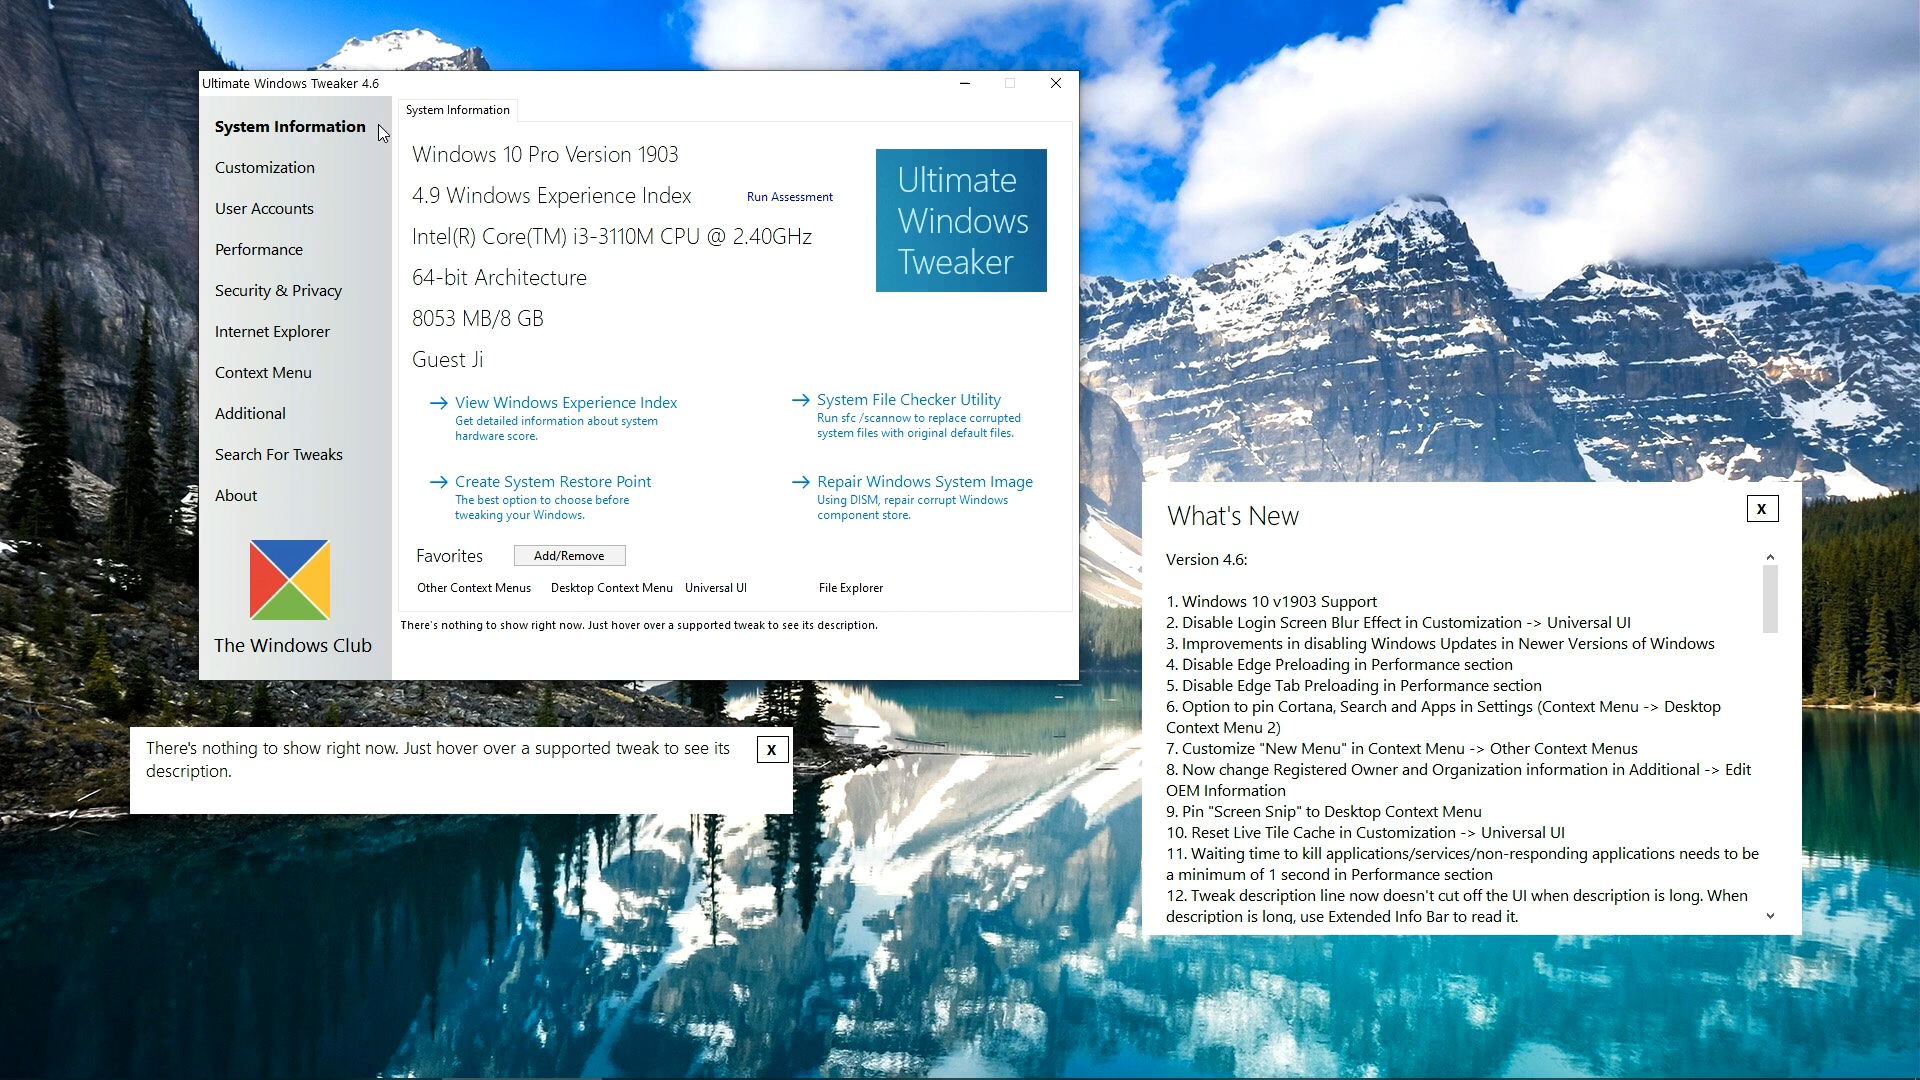 Ultimate Windows Tweaker 4.6
System Information
Customization
User Accounts
Performance
Security & Privacy
Internet Explorer
Context Menu
Additional
Search For Tweaks
About
The Windows Club
System Information
Windows 10 Pro Version 1903
4.9 Windows Experience Index
Run Assessment
Intel(R) Core(TM) i3-3110M CPU @ 2.40GHz
64-bit Architecture
8053 MB/8 GB
Guest Ji
Ultimate
Windows
Tweaker
View Windows Experience Index
Get detailed information about system
hardware score.
System File Checker Utility
Run sfc /scannow to replace corrupted
system files with original default files.
Create System Restore Point
The best option to choose before
tweaking your Windows.
Repair Windows System Image
Using DISM, repair corrupt Windows
component store.
Favorites
Add/Remove
Other Context Menus
Desktop Context Menu
Universal UI
File Explorer
There's nothing to show right now. Just hover over a supported tweak to see its description.
There's nothing to show right now. Just hover over a supported tweak to see its
description.
X
What's New
X
Version 4.6:
1. Windows 10 v1903 Support
2. Disable Login Screen Blur Effect in Customization -> Universal UI
3. Improvements in disabling Windows Updates in Newer Versions of Windows
4. Disable Edge Preloading in Performance section
5. Disable Edge Tab Preloading in Performance section
6. Option to pin Cortana, Search and Apps in Settings (Context Menu -> Desktop
Context Menu 2)
7. Customize "New Menu" in Context Menu -> Other Context Menus
8. Now change Registered Owner and Organization information in Additional -> Edit
OEM Information
9. Pin "Screen Snip" to Desktop Context Menu
10. Reset Live Tile Cache in Customization -> Universal UI
11. Waiting time to kill applications/services/non-responding applications needs to be
a minimum of 1 second in Performance section
12. Tweak description line now doesn't cut off the UI when description is long. When
description is long, use Extended Info Bar to read it.